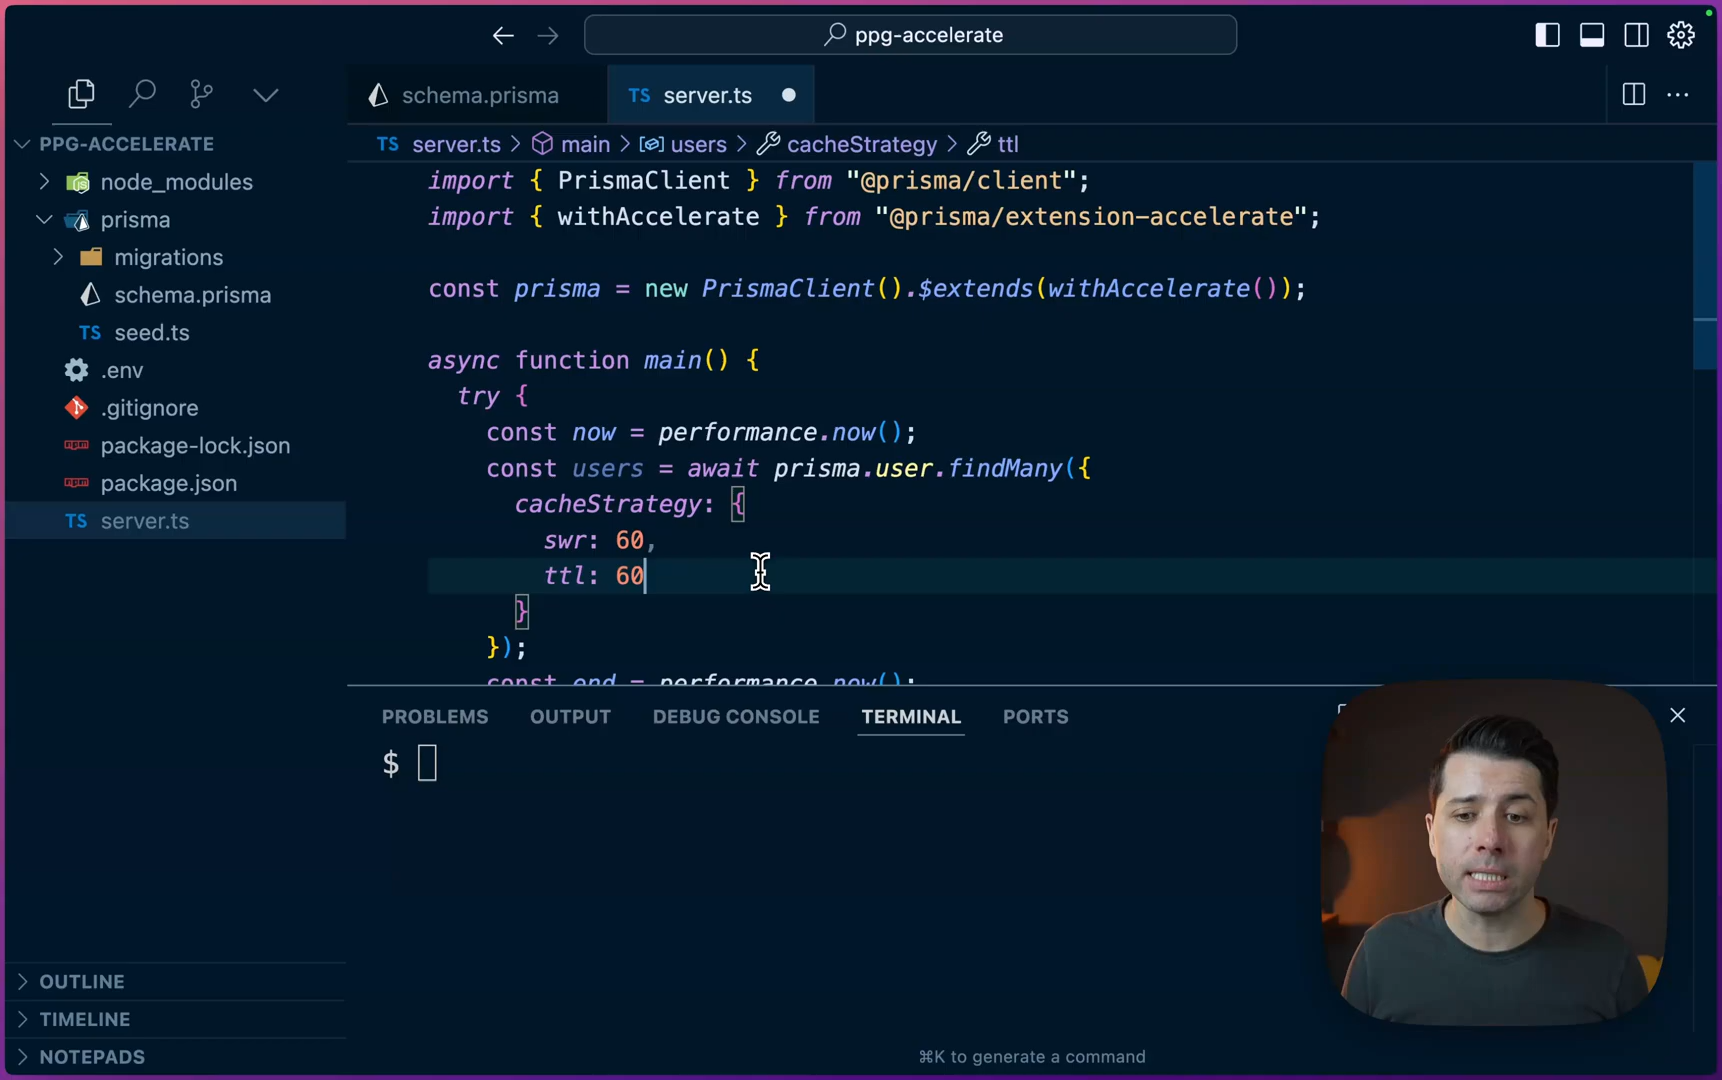 ppg-accelerate
schema.prisma
TS server.ts
PPG-ACCELERATE
node_modules
prisma
migrations
schema.prisma
TS seed.ts
.env
.gitignore
package-lock.json
package.json
TS server.ts
OUTLINE
TIMELINE
NOTEPADS
TS server.ts > main > users > cacheStrategy > ttl
import { PrismaClient } from "@prisma/client";
import { withAccelerate } from "@prisma/extension-accelerate";
const prisma = new PrismaClient().$extends(withAccelerate());
async function main() {
try {
const now = performance.now();
const users = await prisma.user.findMany({
cacheStrategy: {
swr: 60,
ttl: 60
}
});
const end = performance.now();
PROBLEMS OUTPUT DEBUG CONSOLE TERMINAL PORTS
$
⌘K to generate a command